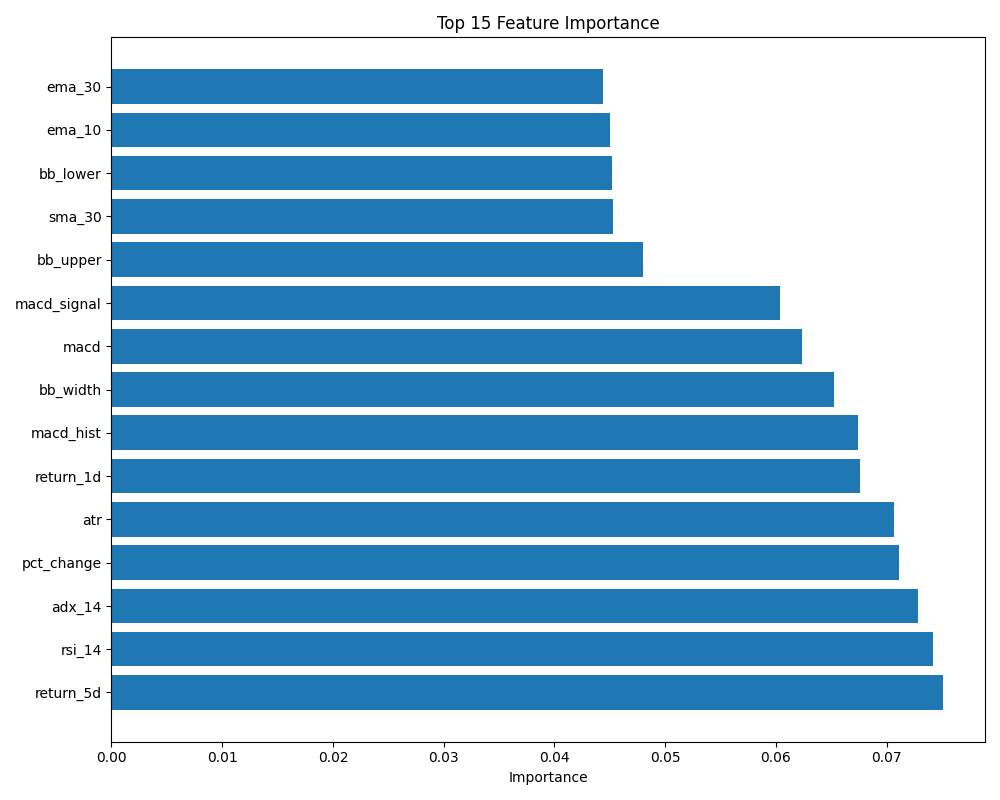 Top 15 Feature Importance
ema_30
ema_10
bb_lower
sma_30
bb_upper
macd_signal
macd
bb_width
macd_hist
return_1d
atr
pct_change
adx_14
rsi_14
return_5d
0.00 0.01 0.02 0.03 0.04 0.05 0.06 0.07
Importance